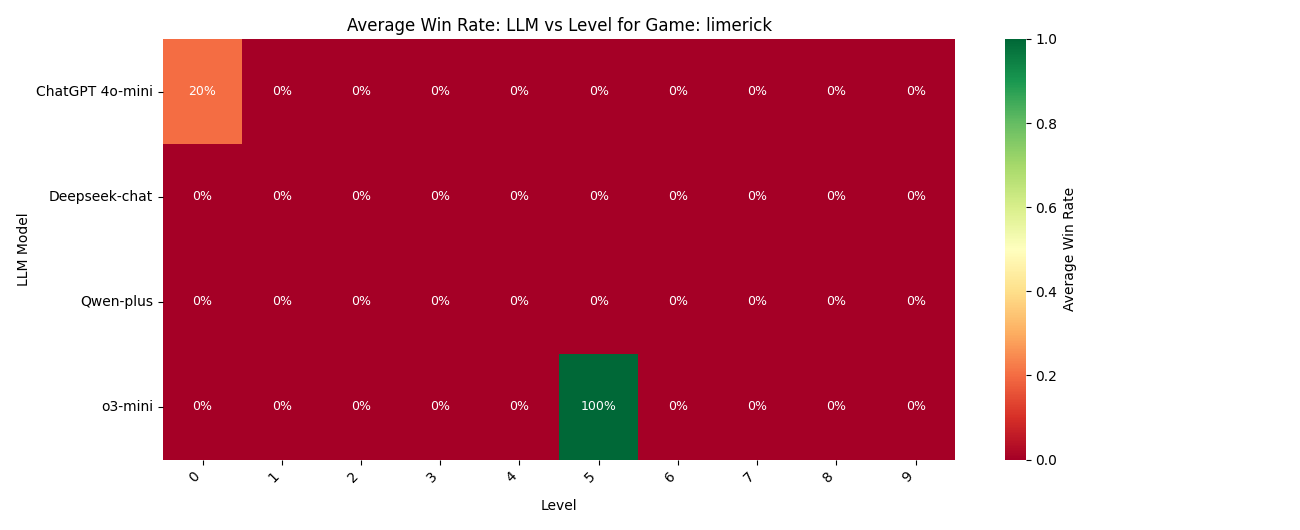 Average Win Rate: LLM vs Level for Game: limerick
LLM Model
ChatGPT 4o-mini 20% 0% 0% 0% 0% 0% 0% 0% 0% 0%
Deepseek-chat 0% 0% 0% 0% 0% 0% 0% 0% 0% 0%
Qwen-plus 0% 0% 0% 0% 0% 0% 0% 0% 0% 0%
o3-mini 0% 0% 0% 0% 0% 100% 0% 0% 0% 0%
0 1 2 3 4 5 6 7 8 9
Level
1.0
0.8
0.6
0.4
0.2
0.0
Average Win Rate